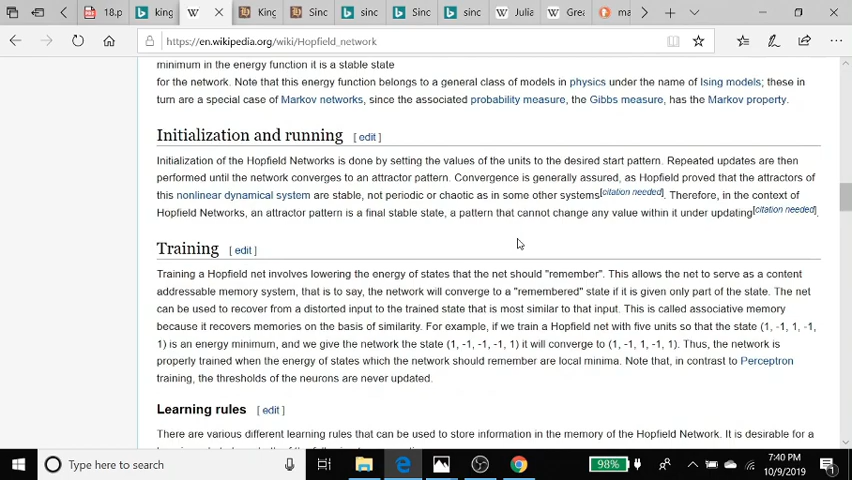 18.p
king
King
Sinc
sinc
Sinc
sinc
Julia
Grea
ma
https://en.wikipedia.org/wiki/Hopfield_network
minimum in the energy function it is a stable state
for the network. Note that this energy function belongs to a general class of models in physics under the name of Ising models; these in
turn are a special case of Markov networks, since the associated probability measure, the Gibbs measure, has the Markov property.
Initialization and running [ edit ]
Initialization of the Hopfield Networks is done by setting the values of the units to the desired start pattern. Repeated updates are then
performed until the network converges to an attractor pattern. Convergence is generally assured, as Hopfield proved that the attractors of
this nonlinear dynamical system are stable, not periodic or chaotic as in some other systems[citation needed]. Therefore, in the context of
Hopfield Networks, an attractor pattern is a final stable state, a pattern that cannot change any value within it under updating[citation needed].
Training [ edit ]
Training a Hopfield net involves lowering the energy of states that the net should "remember". This allows the net to serve as a content
addressable memory system, that is to say, the network will converge to a "remembered" state if it is given only part of the state. The net
can be used to recover from a distorted input to the trained state that is most similar to that input. This is called associative memory
because it recovers memories on the basis of similarity. For example, if we train a Hopfield net with five units so that the state (1, -1, 1, -1,
1) is an energy minimum, and we give the network the state (1, -1, -1, -1, 1) it will converge to (1, -1, 1, -1, 1). Thus, the network is
properly trained when the energy of states which the network should remember are local minima. Note that, in contrast to Perceptron
training, the thresholds of the neurons are never updated.
Learning rules [ edit ]
There are various different learning rules that can be used to store information in the memory of the Hopfield Network. It is desirable for a
Type here to search
98%
7:40 PM
10/9/2019